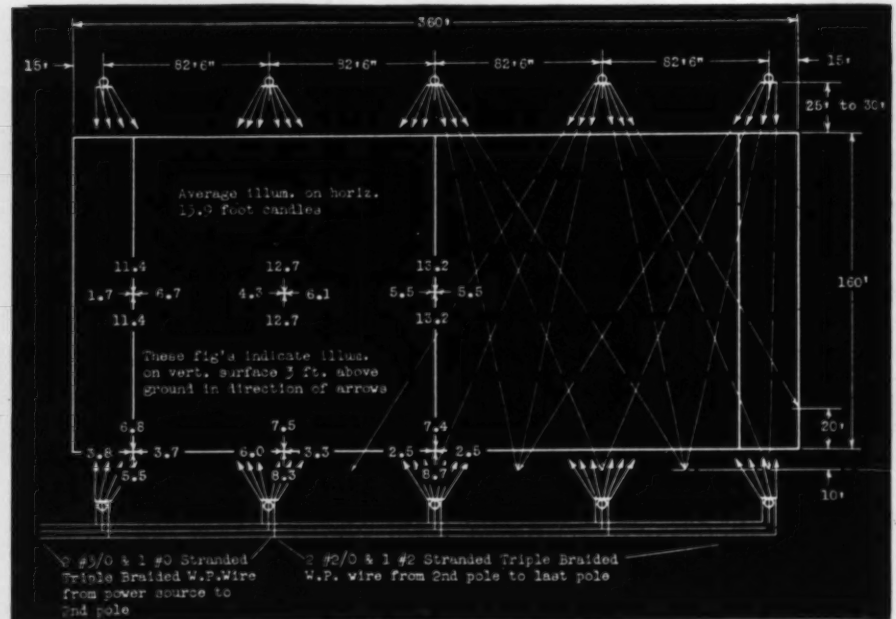 360'
15' 82'6" 82'6" 82'6" 82'6" 15'
25' to 30'
Average illum. on horiz.
13.9 foot candles
11.4 12.7 13.2
1.7 6.7 4.3 6.1 5.5 5.5
160'
11.4 12.7 13.2
These fig's indicate illum.
on vert. surface 3 ft. above
ground in direction of arrows
6.8 7.5 7.4
20'
3.8 3.7 6.0 3.3 2.5 2.5
5.5 8.3 8.7
10'
2 #3/0 & 1 #0 Stranded
Triple Braided W.P.Wire
from power source to
2nd pole
2 #2/0 & 1 #2 Stranded Triple Braided
W.P. wire from 2nd pole to last pole